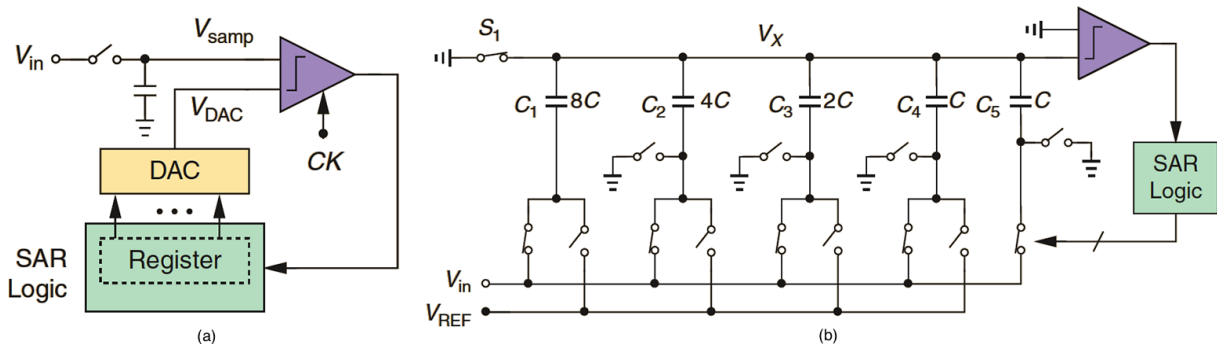 V_in
V_samp
V_DAC
CK
DAC
...
SAR Logic
Register
(a)
S_1
V_X
C_1 8C
C_2 4C
C_3 2C
C_4 C
C_5 C
SAR
Logic
V_in
V_REF
(b)